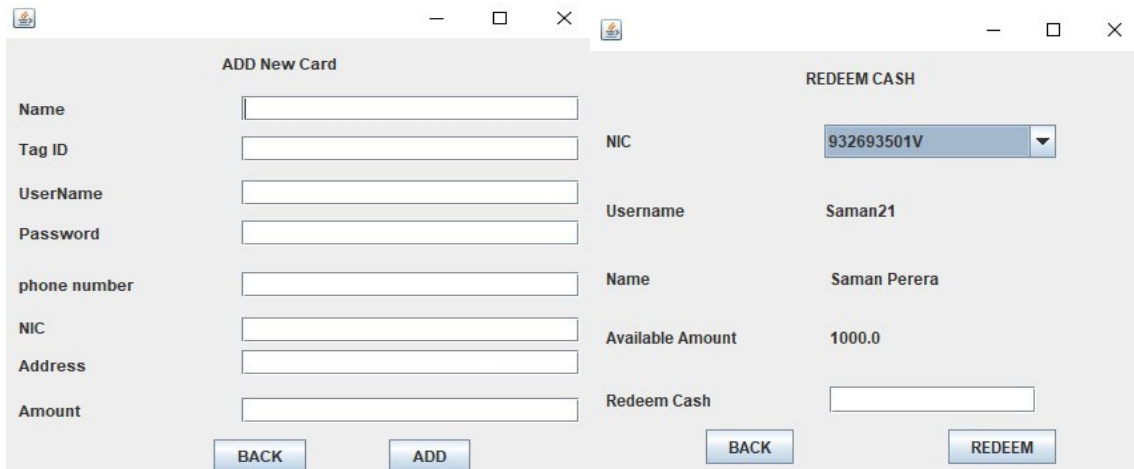 ADD New Card
Name
Tag ID
UserName
Password
phone number
NIC
Address
Amount
BACK ADD
REDEEM CASH
NIC 932693501V
Username Saman21
Name Saman Perera
Available Amount 1000.0
Redeem Cash
BACK REDEEM